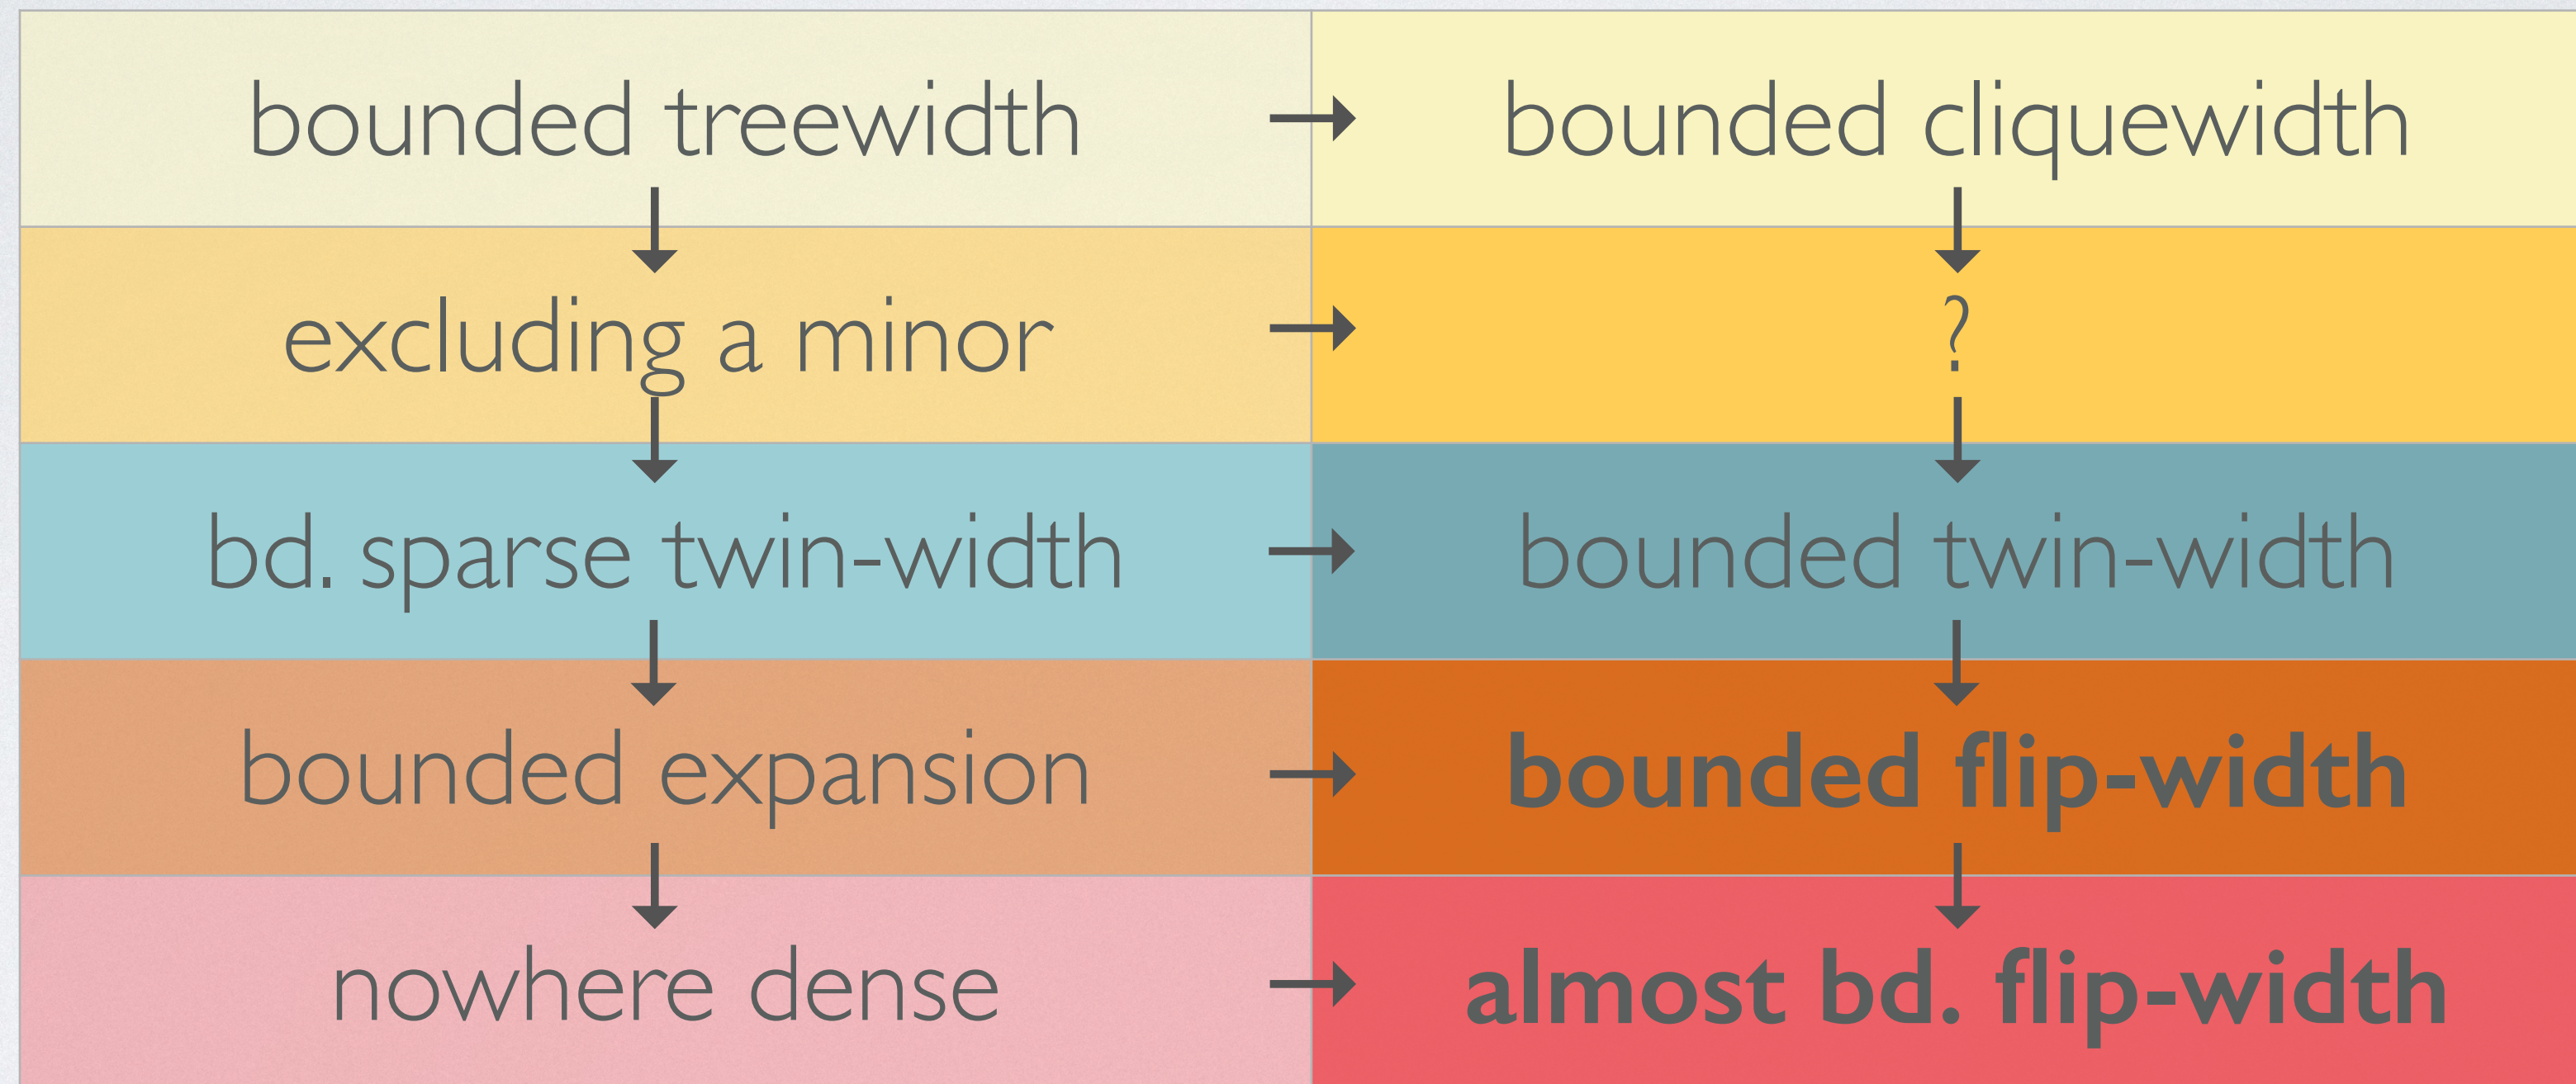 bounded treewidth → bounded cliquewidth
excluding a minor → ?
bd. sparse twin-width → bounded twin-width
bounded expansion → bounded flip-width
nowhere dense → almost bd. flip-width